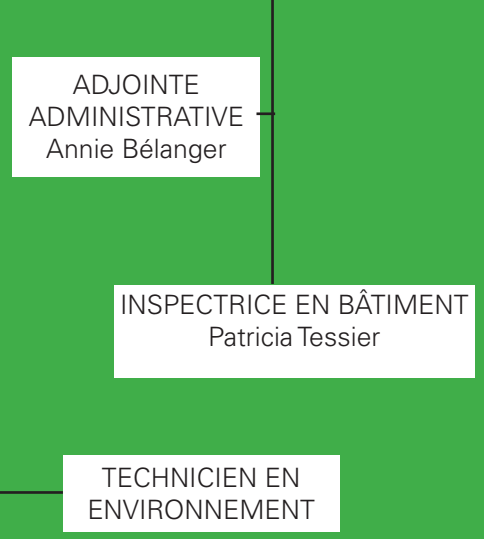 ADJOINTE
ADMINISTRATIVE
Annie Bélanger
INSPECTRICE EN BÂTIMENT
Patricia Tessier
TECHNICIEN EN
ENVIRONNEMENT